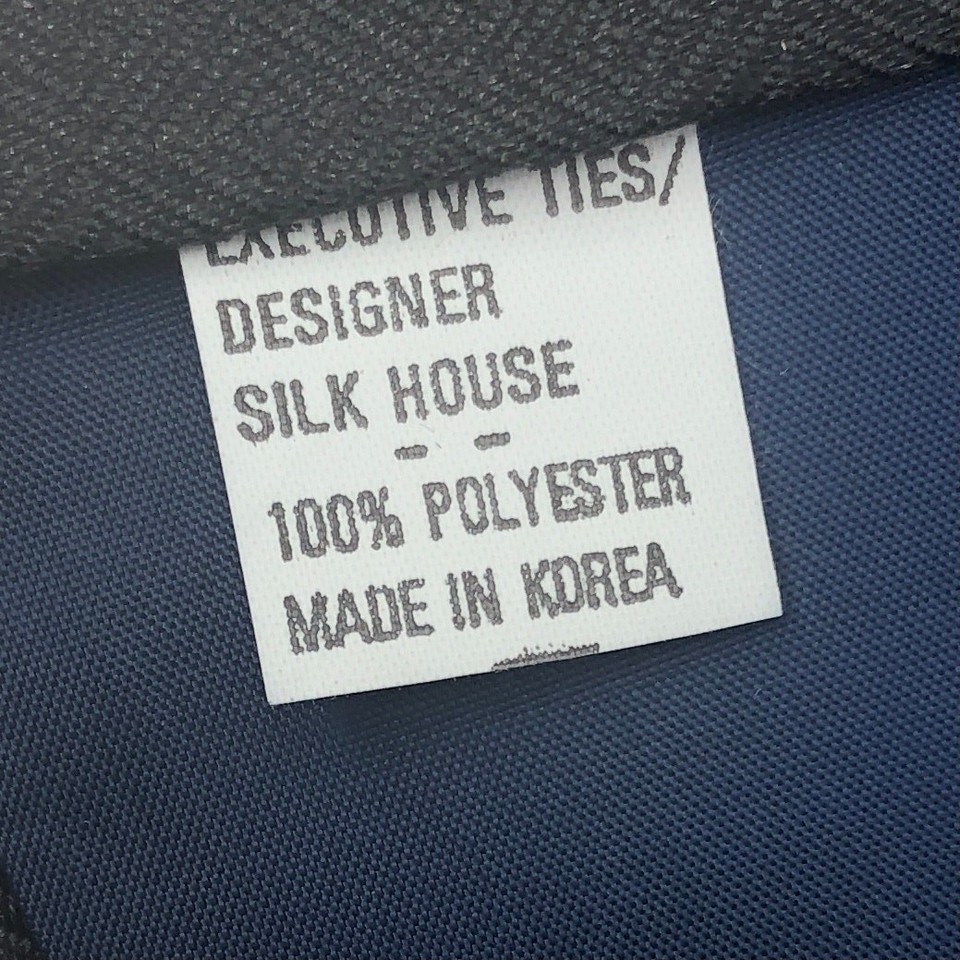 EXECUTIVE TIES/
DESIGNER
SILK HOUSE
- -
100% POLYESTER
MADE IN KOREA